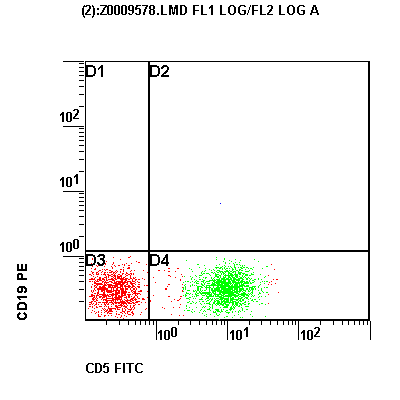 (2):Z0009578.LMD FL1 LOG/FL2 LOG A
D1 D2
10²
10¹
10⁰
D3 D4
CD19 PE
10⁰ 10¹ 10²
CD5 FITC